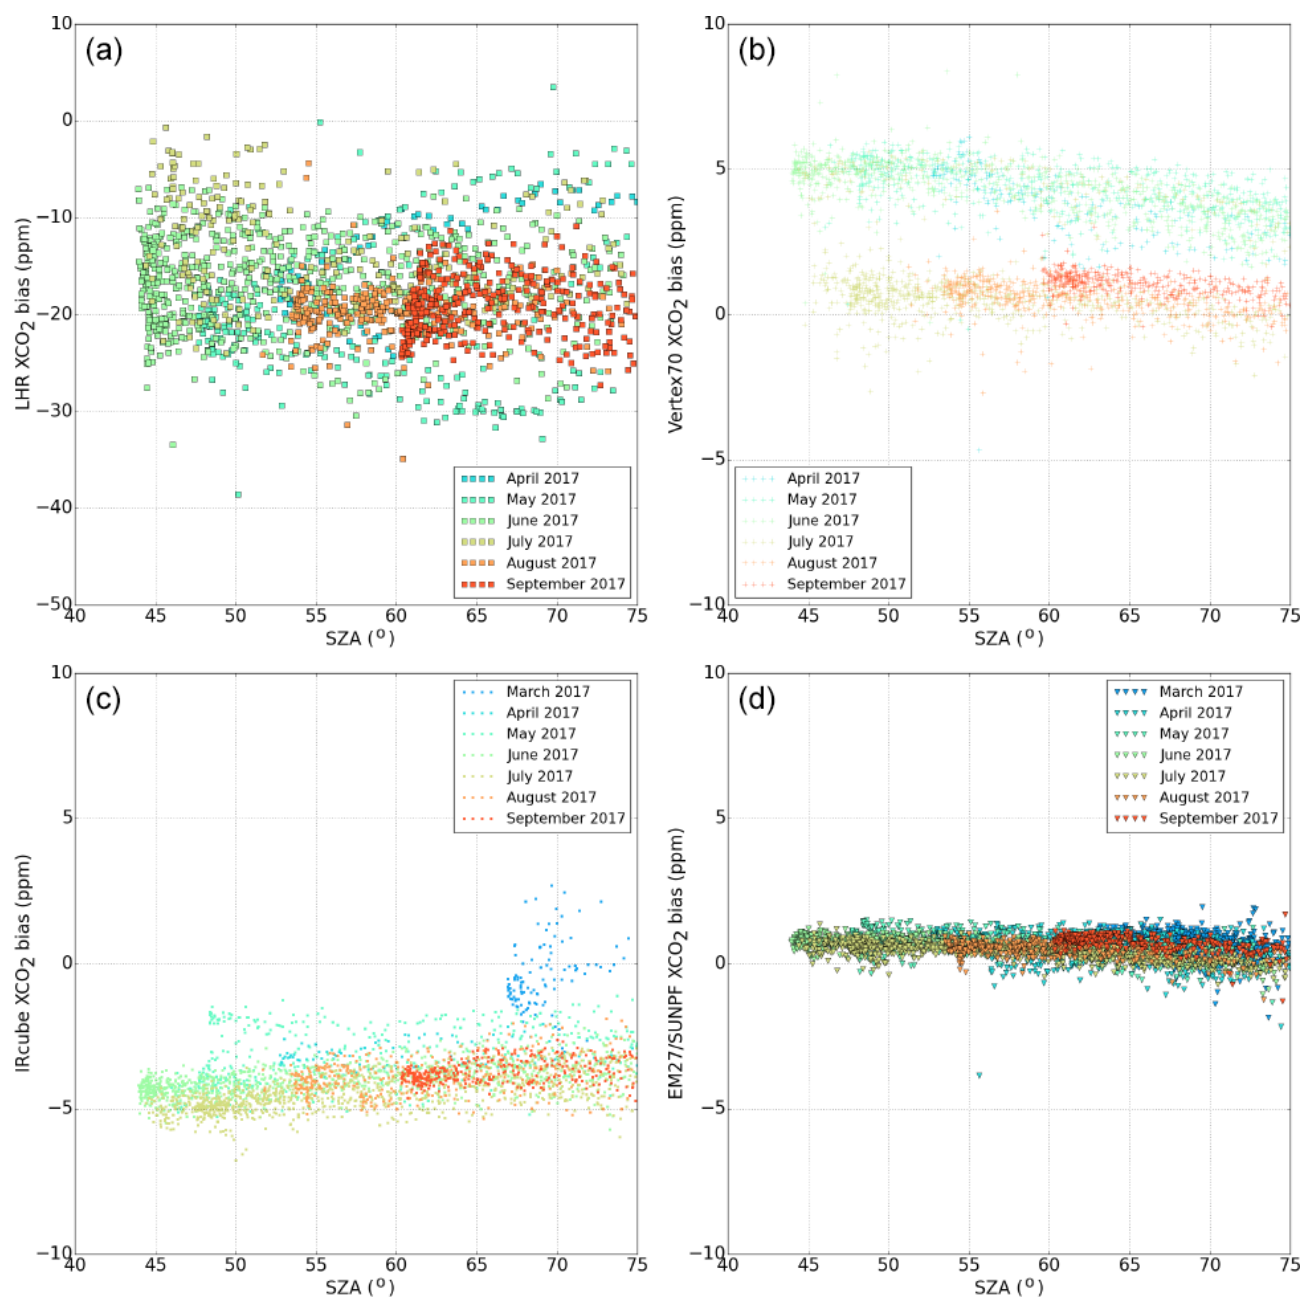 (a)
10
0
−10
−20
−30
−40
−50
LHR XCO2 bias (ppm)
April 2017
May 2017
June 2017
July 2017
August 2017
September 2017
40 45 50 55 60 65 70 75
SZA (o)
(b)
10
5
0
−5
−10
Vertex70 XCO2 bias (ppm)
April 2017
May 2017
June 2017
July 2017
August 2017
September 2017
40 45 50 55 60 65 70 75
SZA (o)
(c)
10
5
0
−5
−10
IRcube XCO2 bias (ppm)
March 2017
April 2017
May 2017
June 2017
July 2017
August 2017
September 2017
40 45 50 55 60 65 70 75
SZA (o)
(d)
10
5
0
−5
−10
EM27/SUNPF XCO2 bias (ppm)
March 2017
April 2017
May 2017
June 2017
July 2017
August 2017
September 2017
40 45 50 55 60 65 70 75
SZA (o)